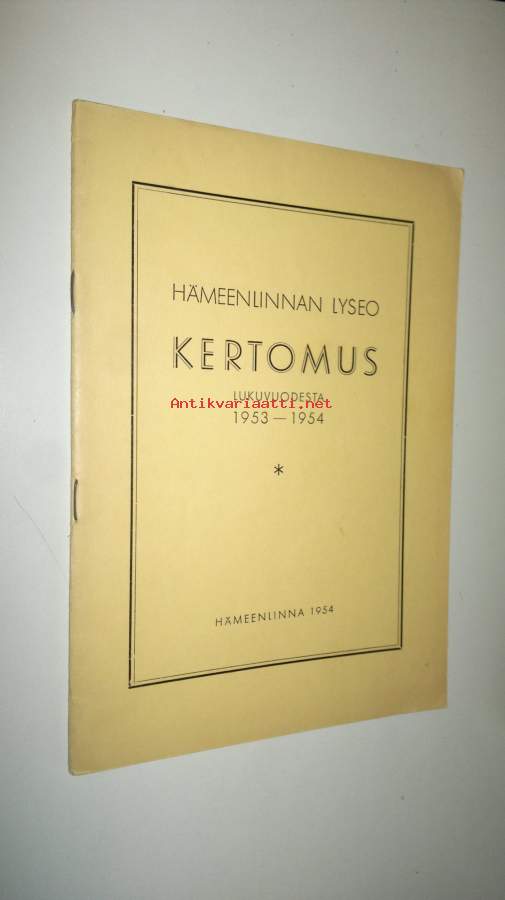 HÄMEENLINNAN LYSEO
KERTOMUS
LUKUVUODESTA
Antikvariaatti.net
1953 — 1954
*
HÄMEENLINNA 1954